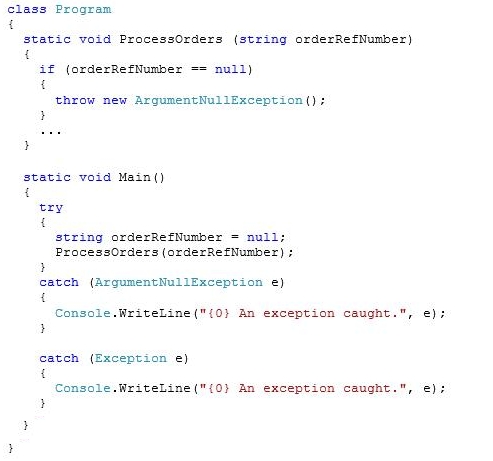 class Program
{
static void ProcessOrders (string orderRefNumber)
{
if (orderRefNumber == null)
{
throw new ArgumentNullException();
}
...
}
static void Main()
{
try
{
string orderRefNumber = null;
ProcessOrders(orderRefNumber);
}
catch (ArgumentNullException e)
{
Console.WriteLine("{0} An exception caught.", e);
}
catch (Exception e)
{
Console.WriteLine("{0} An exception caught.", e);
}
}
}